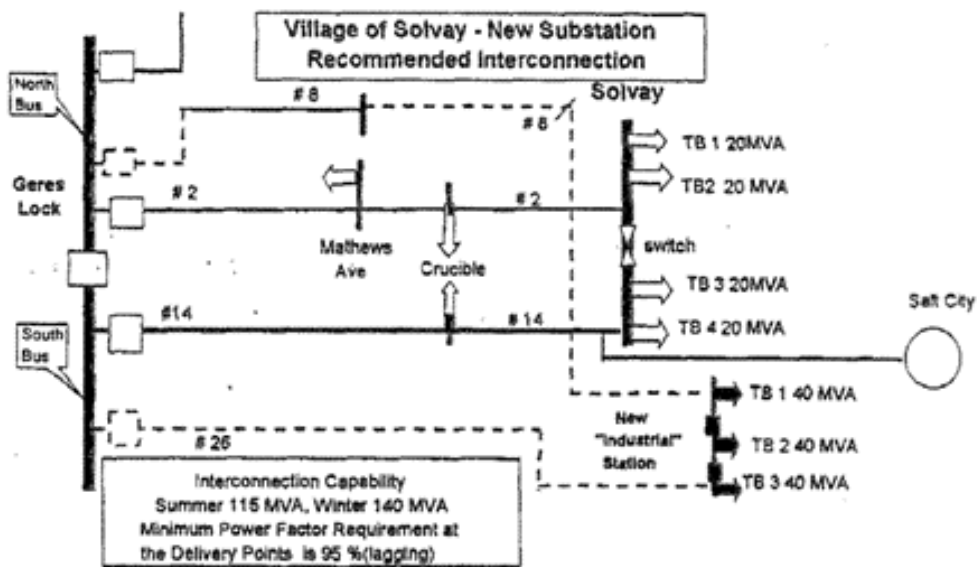 Village of Solvay - New Substation
Recommended Interconnection
North
Bus
# 8
# 8
Solvay
TB 1 20MVA
TB2 20 MVA
Geres
Lock
# 2
# 2
switch
Mathews
Ave
Crucible
TB 3 20MVA
#14
# 14
TB 4 20 MVA
Salt City
South
Bus
TB 1 40 MVA
New
"Industrial"
Station
TB 2 40 MVA
# 26
TB 3 40 MVA
Interconnection Capability
Summer 115 MVA, Winter 140 MVA
Minimum Power Factor Requirement at
the Delivery Points is 95 %(lagging)